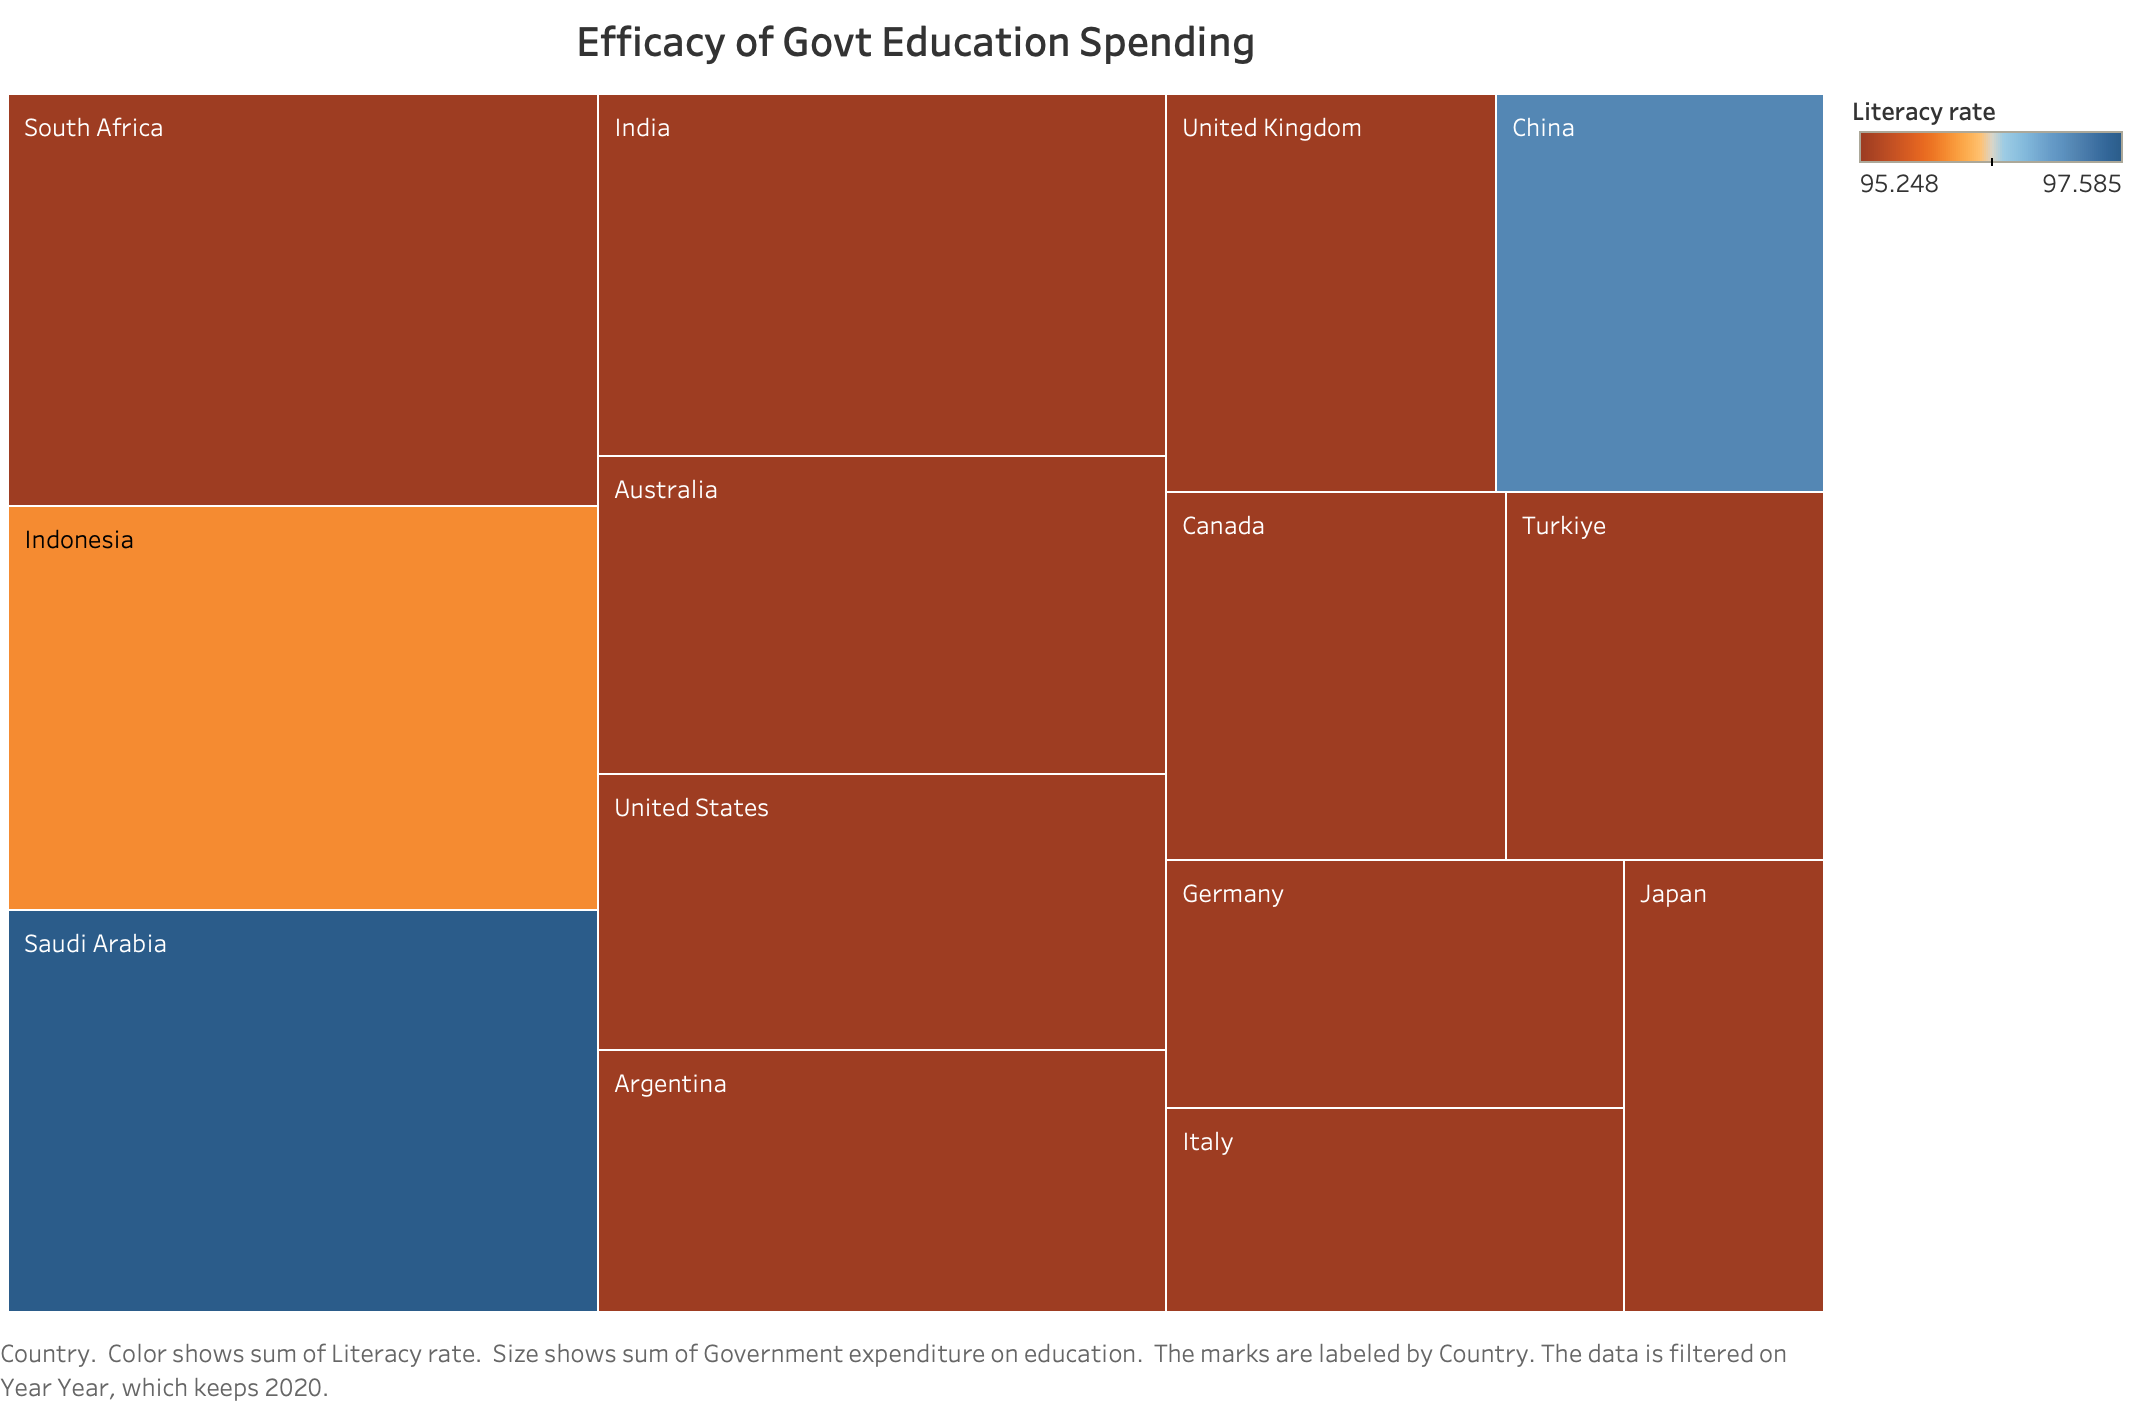 Efficacy of Govt Education Spending
South Africa
India
United Kingdom
China
Literacy rate
95.248
97.585
Australia
Indonesia
Canada
Turkiye
United States
Germany
Japan
Saudi Arabia
Argentina
Italy
Country.  Color shows sum of Literacy rate.  Size shows sum of Government expenditure on education.  The marks are labeled by Country. The data is filtered on
Year Year, which keeps 2020.